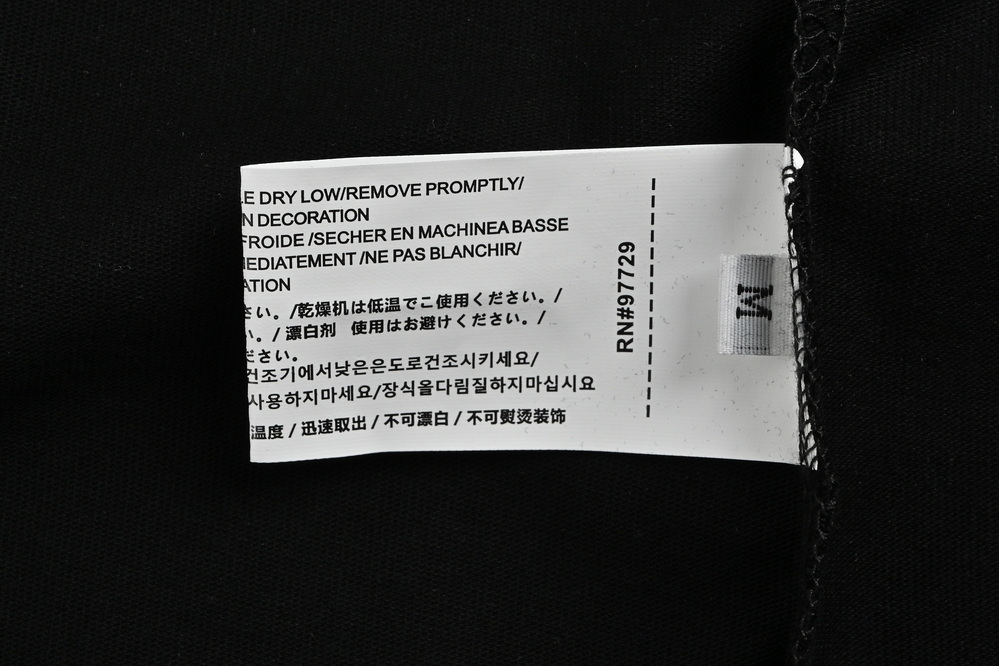 E DRY LOW/REMOVE PROMPTLY/
N DECORATION
FROIDE /SECHER EN MACHINEA BASSE
EDIATEMENT /NE PAS BLANCHIR/
ATION
さい。/乾燥机は低温でご使用ください。/
い。/ 漂白剤 使用はお避けください。/
ださい。
건조기에서낮은은도로건조시키세요/
사용하지마세요/장식올다림질하지마십시요
温度 / 迅速取出 / 不可漂白 / 不可熨烫装饰
RN#97729
M